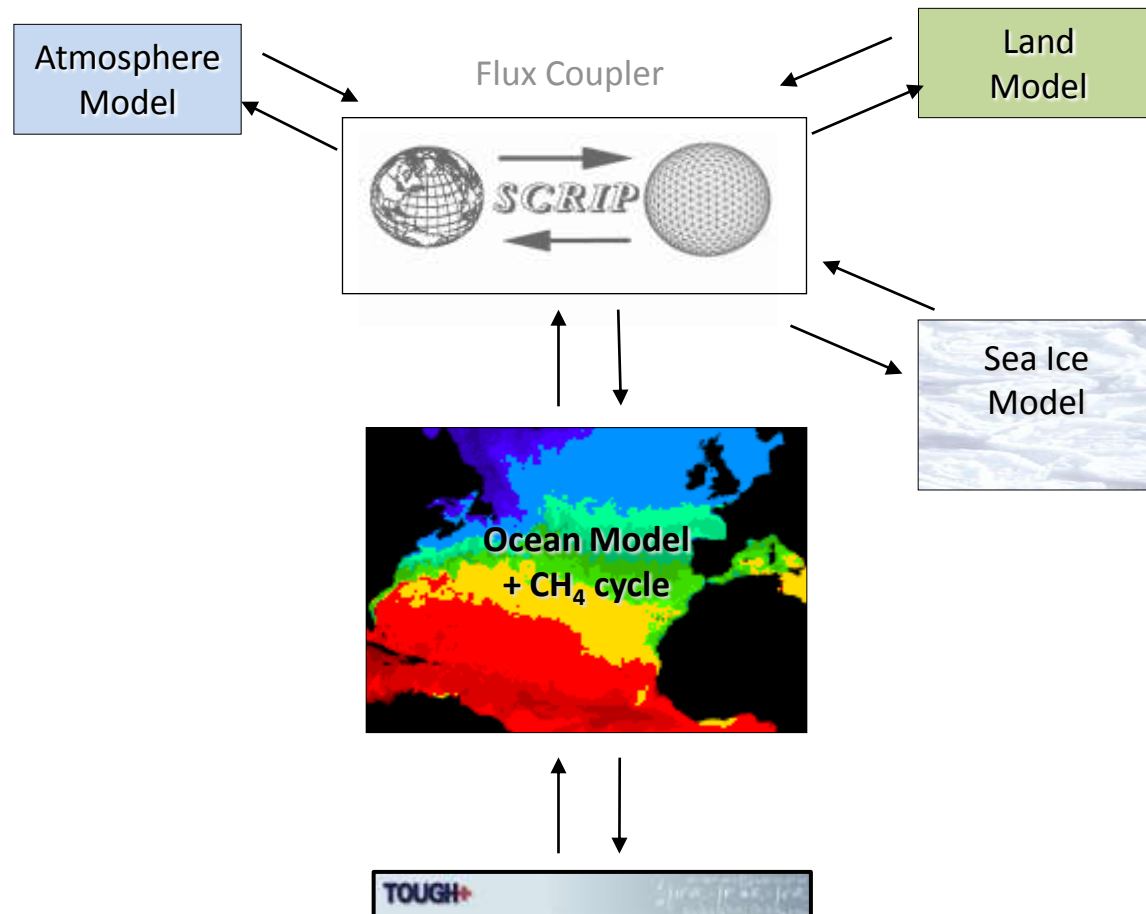 Atmosphere
Model
Flux Coupler
Land
Model
SCRIP
Sea Ice
Model
Ocean Model
+ CH₄ cycle
TOUGH+